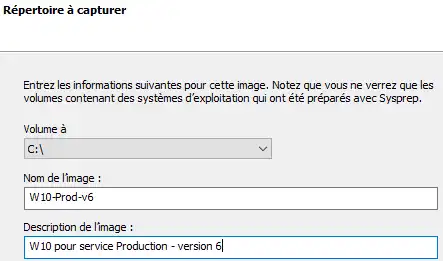 Répertoire à capturer
Entrez les informations suivantes pour cette image. Notez que vous ne verrez que les
volumes contenant des systèmes d'exploitation qui ont été préparés avec Sysprep.
Volume à
C:\
Nom de l'image :
W10-Prod-v6
Description de l'image :
W10 pour service Production - version 6